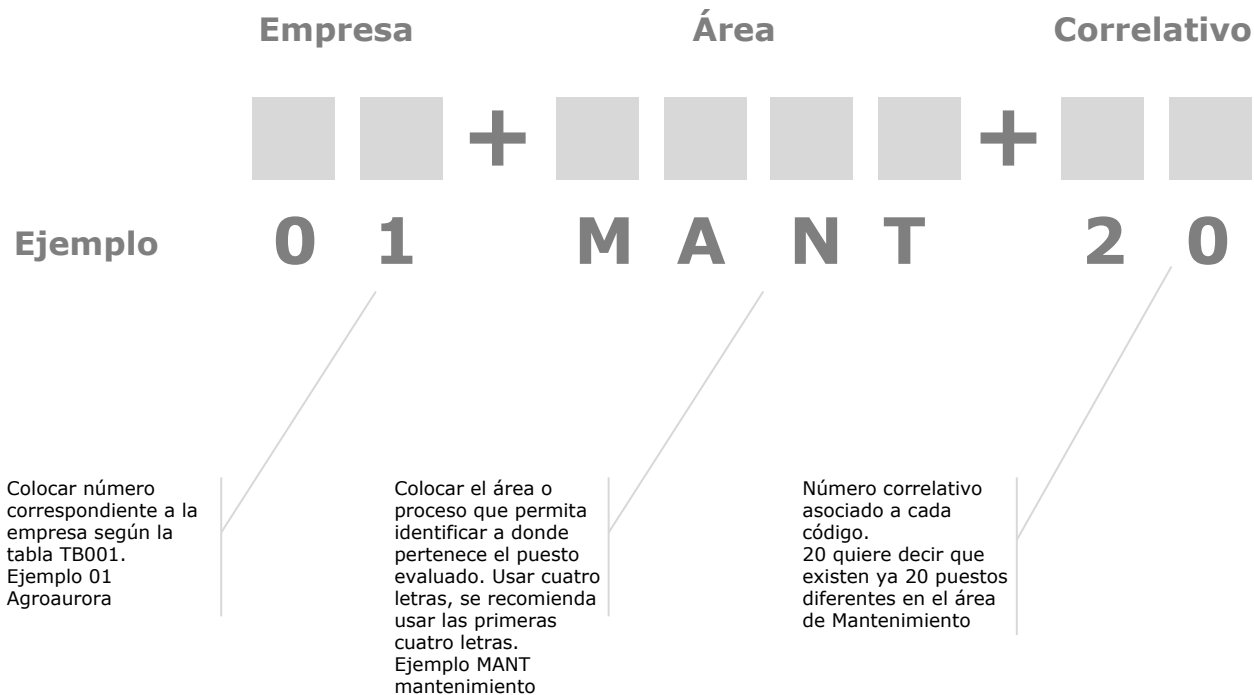 Empresa Área Correlativo
+ +
Ejemplo 0 1 M A N T 2 0
Colocar número
correspondiente a la
empresa según la
tabla TB001.
Ejemplo 01
Agroaurora
Colocar el área o
proceso que permita
identificar a donde
pertenece el puesto
evaluado. Usar cuatro
letras, se recomienda
usar las primeras
cuatro letras.
Ejemplo MANT
mantenimiento
Número correlativo
asociado a cada
código.
20 quiere decir que
existen ya 20 puestos
diferentes en el área
de Mantenimiento